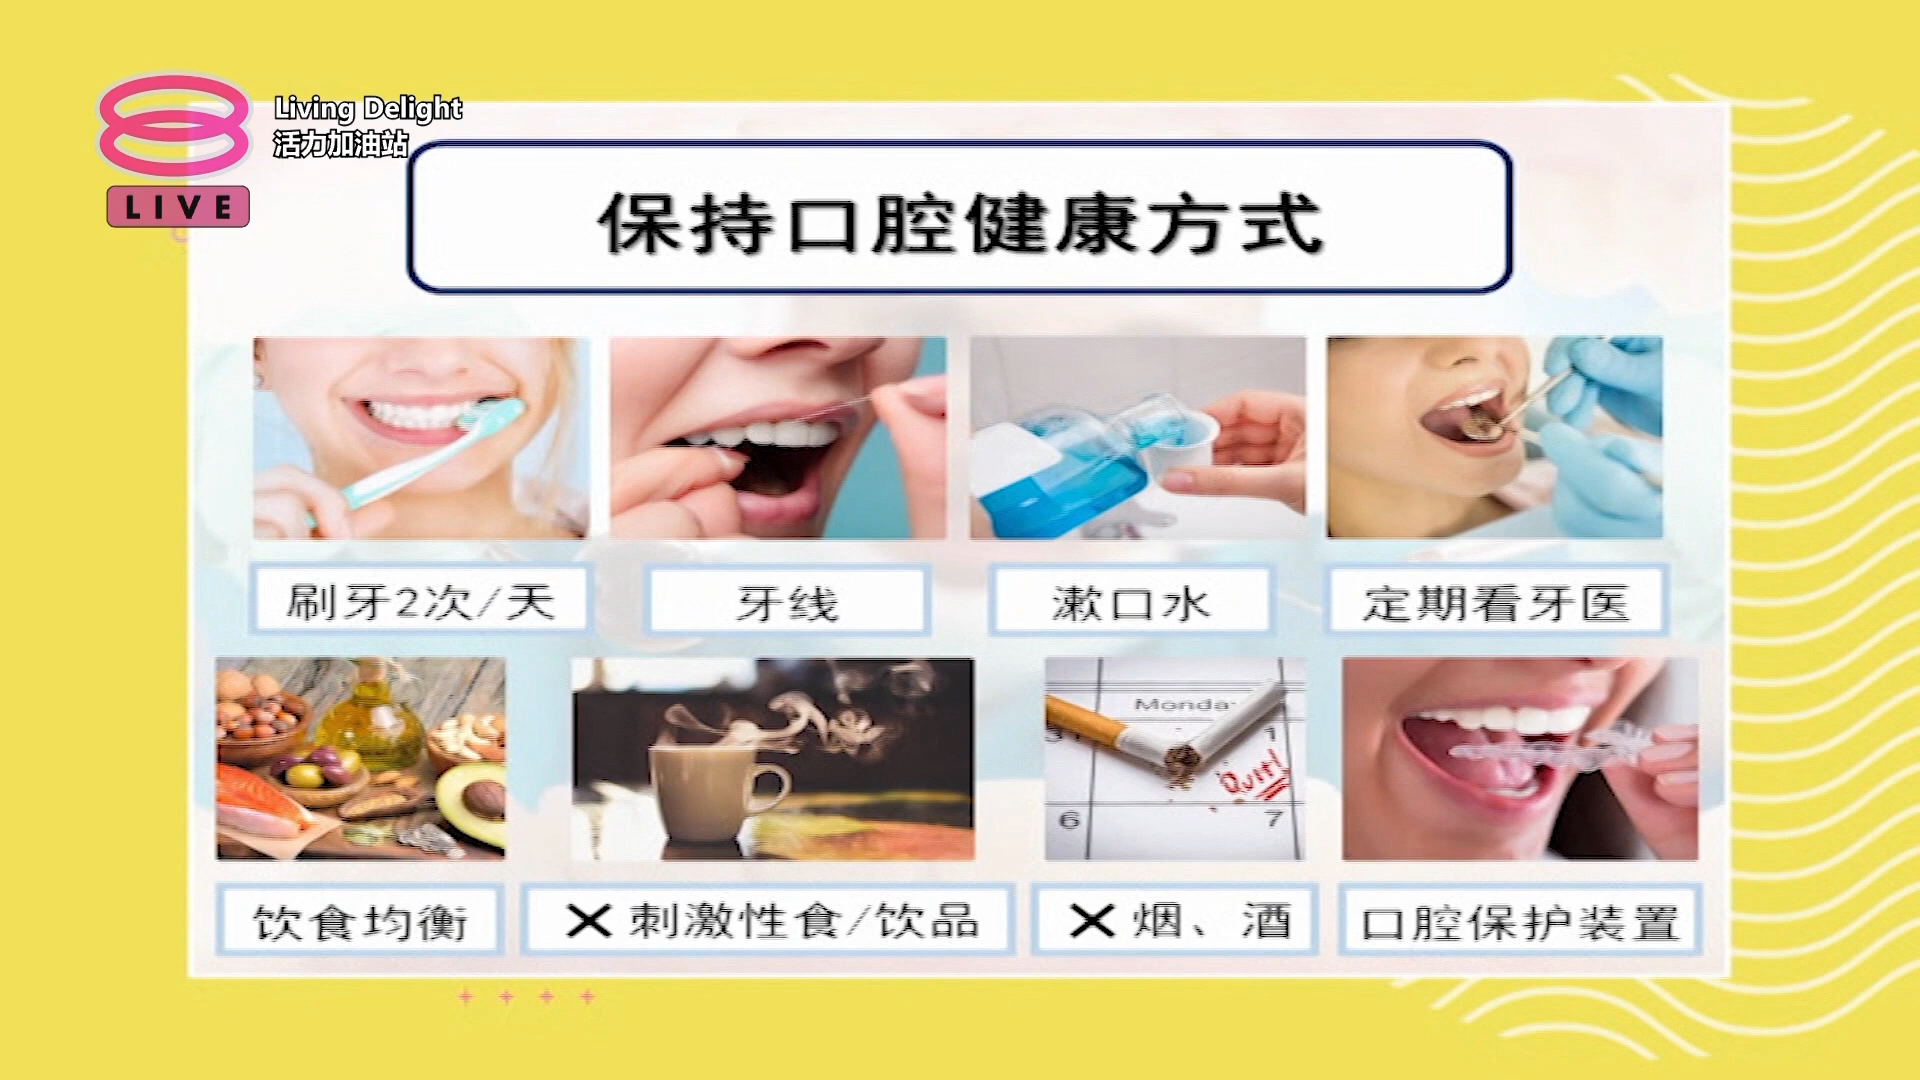 Living Delight
活力加油站
LIVE
保持口腔健康方式
刷牙2次/天
牙线
漱口水
定期看牙医
Monday
Quit!
6
7
饮食均衡
✕ 刺激性食/饮品
✕ 烟、酒
口腔保护装置